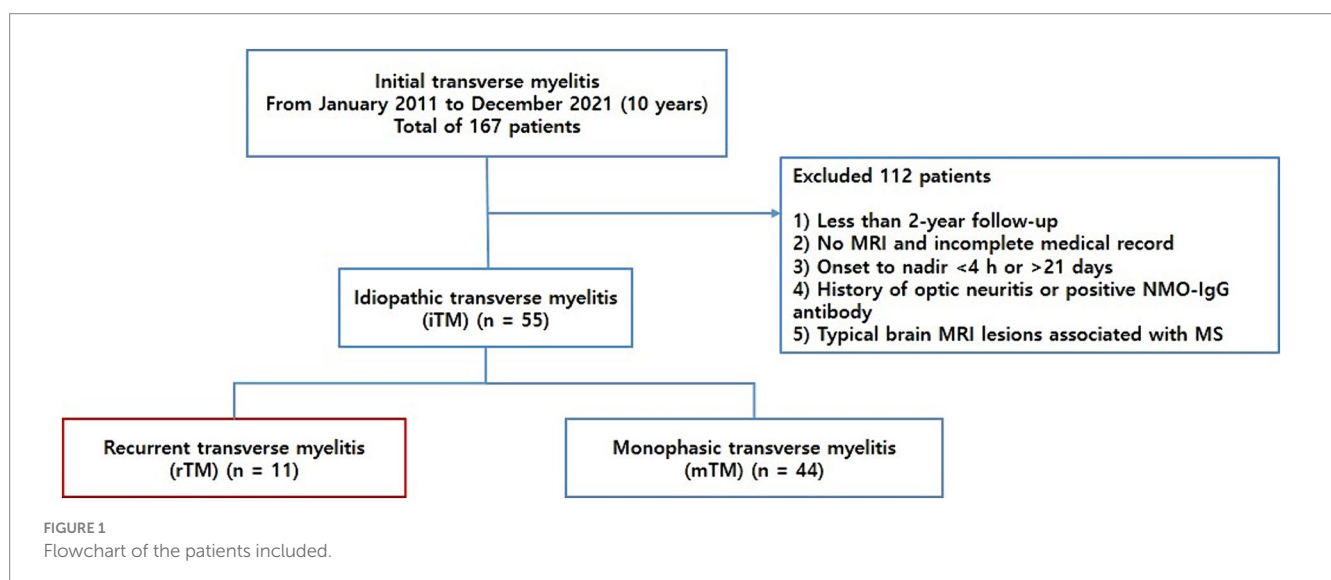 Initial transverse myelitis
From January 2011 to December 2021 (10 years)
Total of 167 patients
Excluded 112 patients
1) Less than 2-year follow-up
2) No MRI and incomplete medical record
3) Onset to nadir <4 h or >21 days
4) History of optic neuritis or positive NMO-IgG
antibody
5) Typical brain MRI lesions associated with MS
Idiopathic transverse myelitis
(iTM) (n = 55)
Recurrent transverse myelitis
(rTM) (n = 11)
Monophasic transverse myelitis
(mTM) (n = 44)
FIGURE 1
Flowchart of the patients included.